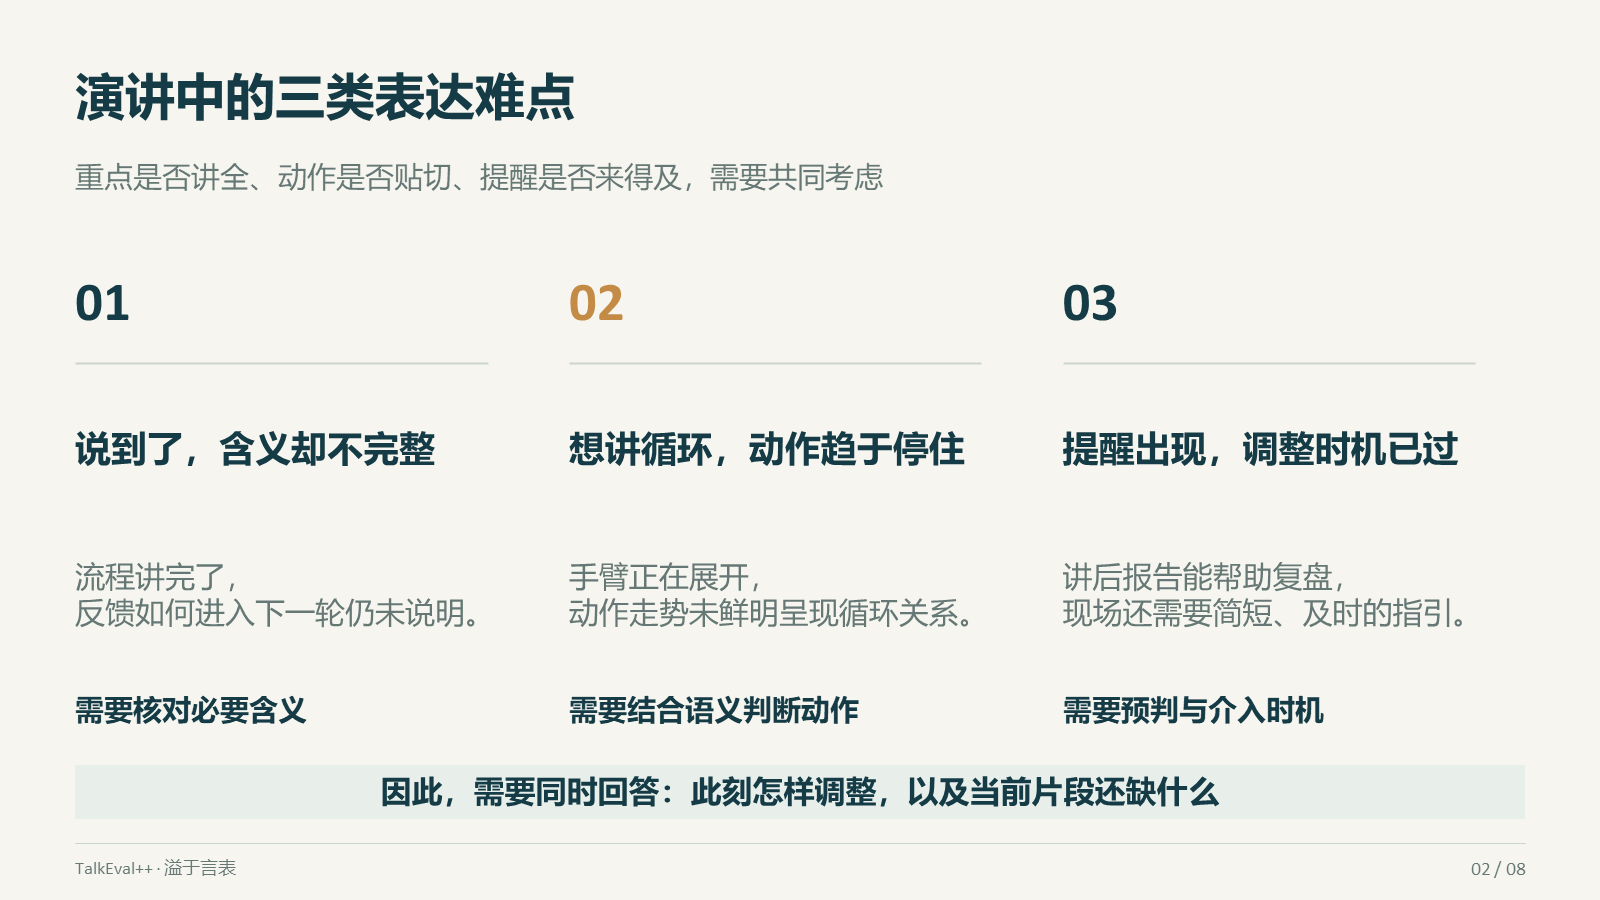 演讲中的三类表达难点
重点是否讲全、动作是否贴切、提醒是否来得及，需要共同考虑
01
说到了，含义却不完整
流程讲完了，
反馈如何进入下一轮仍未说明。
需要核对必要含义
02
想讲循环，动作趋于停住
手臂正在展开，
动作走势未鲜明呈现循环关系。
需要结合语义判断动作
03
提醒出现，调整时机已过
讲后报告能帮助复盘，
现场还需要简短、及时的指引。
需要预判与介入时机
因此，需要同时回答：此刻怎样调整，以及当前片段还缺什么
TalkEval++ · 溢于言表
02 / 08